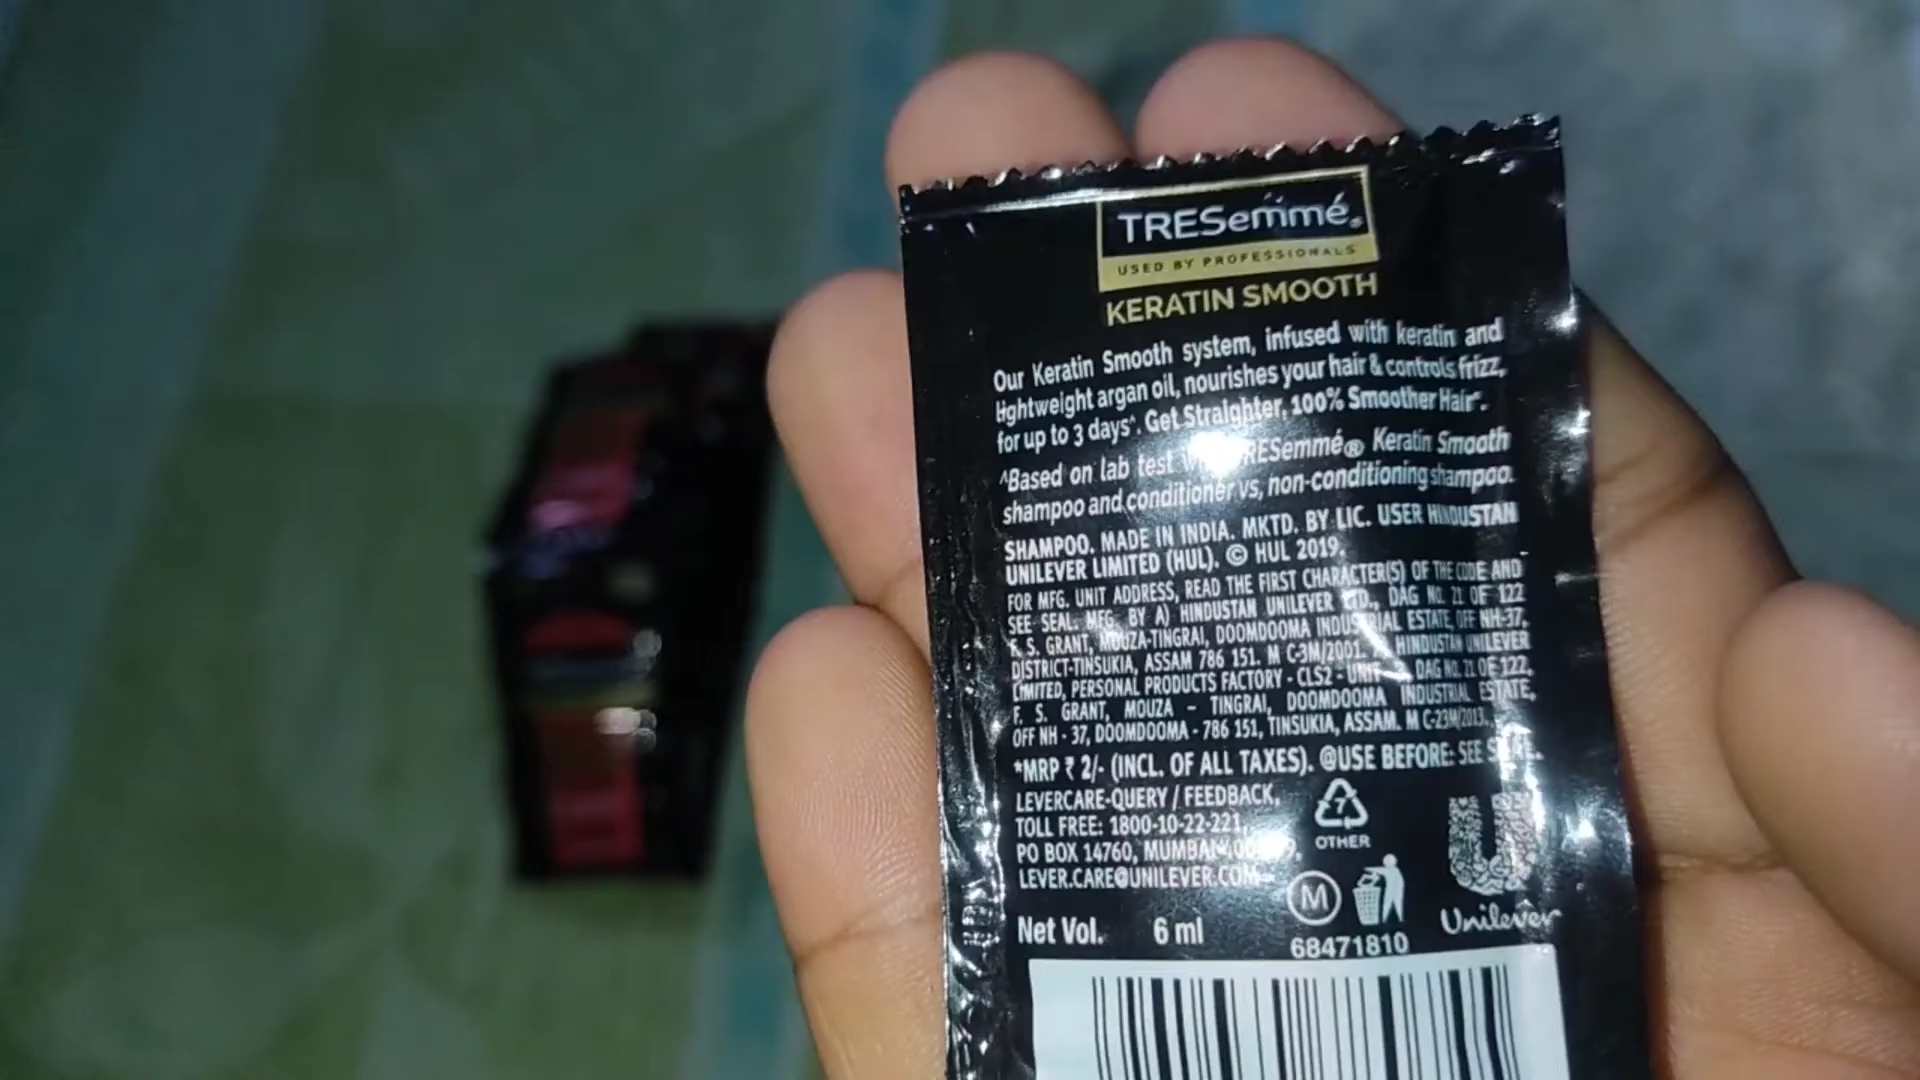 TRESemmé
USED BY PROFESSIONALS
KERATIN SMOOTH
Our Keratin Smooth system, infused with keratin and
lightweight argan oil, nourishes your hair & controls frizz,
for up to 3 days^. Get Straighter, 100% Smoother Hair^.
^Based on lab test TRESemmé® Keratin Smooth
shampoo and conditioner vs, non-conditioning shampoo.
SHAMPOO. MADE IN INDIA. MKTD. BY LIC. USER HINDUSTAN
UNILEVER LIMITED (HUL). © HUL 2019.
FOR MFG. UNIT ADDRESS, READ THE FIRST CHARACTER(S) OF THE CODE AND
SEE SEAL. MFG. BY A) HINDUSTAN UNILEVER LTD., DAG NO. 21 OF 122
F. S. GRANT, MOUZA-TINGRAI, DOOMDOOMA INDUSTRIAL ESTATE, OFF NH-37,
DISTRICT-TINSUKIA, ASSAM 786 151. M C-3M/2001. HINDUSTAN UNILEVER
LIMITED, PERSONAL PRODUCTS FACTORY - CLS2 - DAG NO. 21 OF 122,
F. S. GRANT, MOUZA - TINGRAI, DOOMDOOMA INDUSTRIAL ESTATE,
OFF NH - 37, DOOMDOOMA - 786 151, TINSUKIA, ASSAM. M C-23M/2013.
*MRP ₹ 2/- (INCL. OF ALL TAXES). @USE BEFORE: SEE
LEVERCARE-QUERY / FEEDBACK,
TOLL FREE: 1800-10-22-221,
PO BOX 14760, MUMBAI
LEVER.CARE@UNILEVER.COM
7
OTHER
M
Unilever
Net Vol. 6 ml
68471810